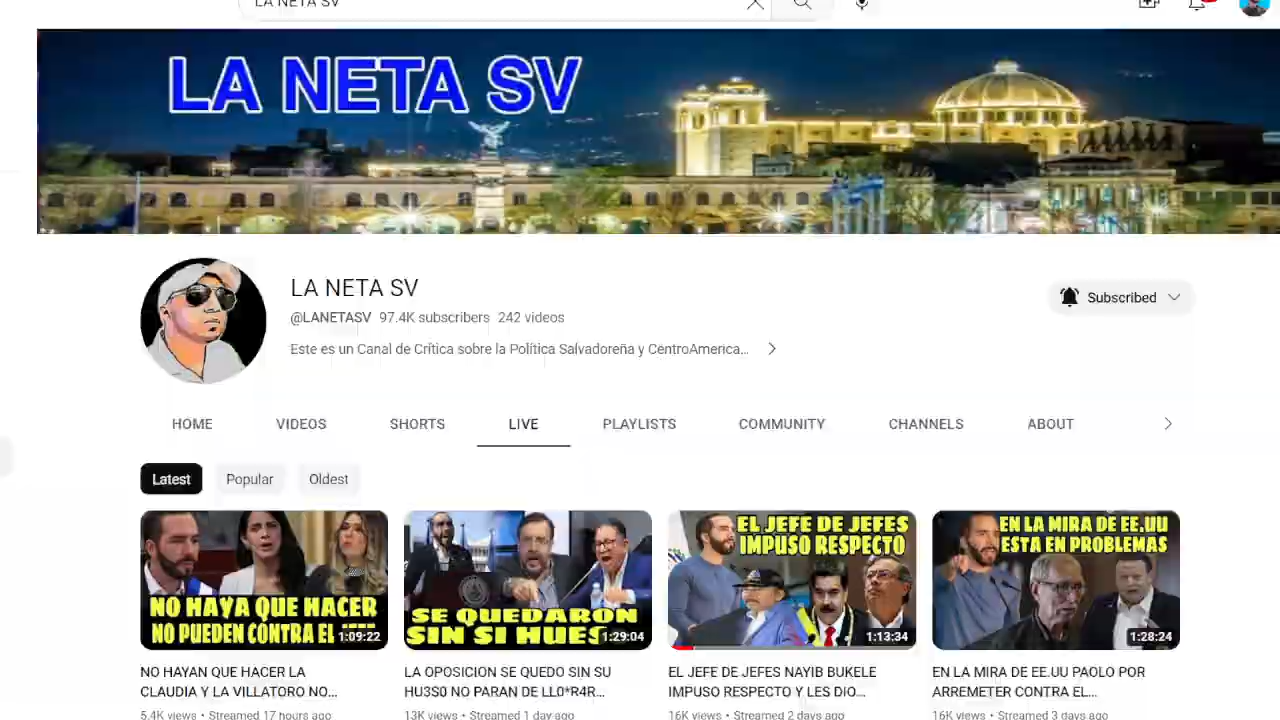 LA NETA SV
LA NETA SV
LA NETA SV
@LANETASV 97.4K subscribers 242 videos
Subscribed
Este es un Canal de Crítica sobre la Política Salvadoreña y CentroAmerica...
HOME VIDEOS SHORTS LIVE PLAYLISTS COMMUNITY CHANNELS ABOUT
Latest Popular Oldest
NO HAYA QUE HACER
NO PUEDEN CONTRA EL
1:09:22
SE QUEDARON
SIN SI HUES
1:29:04
EL JEFE DE JEFES
IMPUSO RESPECTO
1:13:34
EN LA MIRA DE EE.UU
ESTA EN PROBLEMAS
1:28:24
NO HAYAN QUE HACER LA
CLAUDIA Y LA VILLATORO NO...
5.4K views • Streamed 17 hours ago
LA OPOSICION SE QUEDO SIN SU
HU3S0 NO PARAN DE LL0*R4R...
13K views • Streamed 1 day ago
EL JEFE DE JEFES NAYIB BUKELE
IMPUSO RESPECTO Y LES DIO...
16K views • Streamed 2 days ago
EN LA MIRA DE EE.UU PAOLO POR
ARREMETER CONTRA EL...
16K views • Streamed 3 days ago